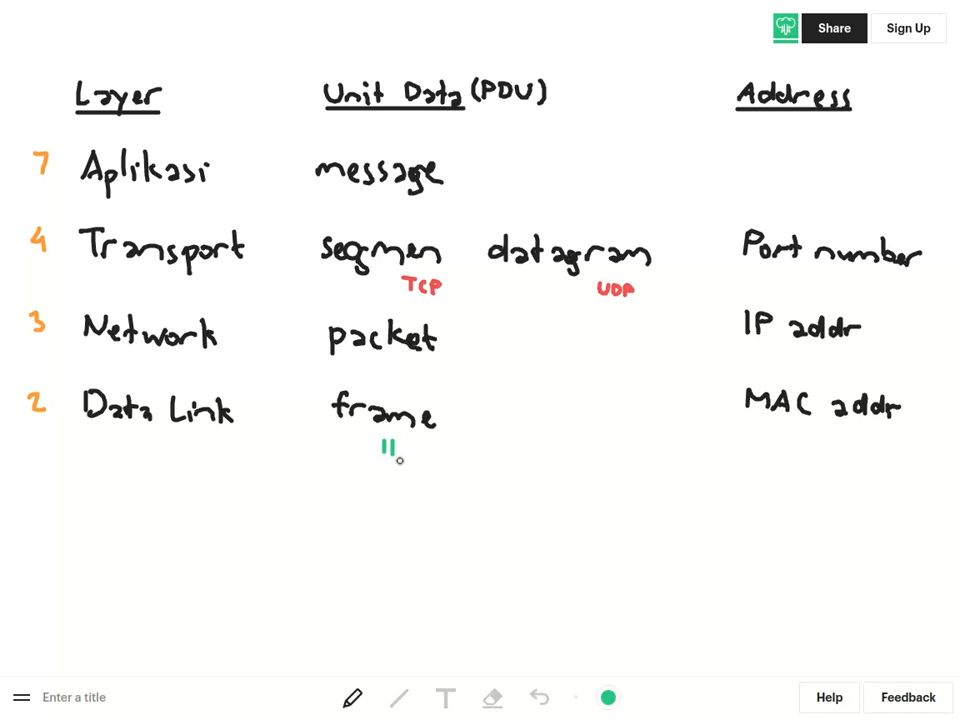 Share Sign Up
Layer Unit Data (PDU) Address
7 Aplikasi message
4 Transport segmen datagram Port number
TCP UDP
3 Network packet IP addr
2 Data Link frame MAC addr
Enter a title T Help Feedback